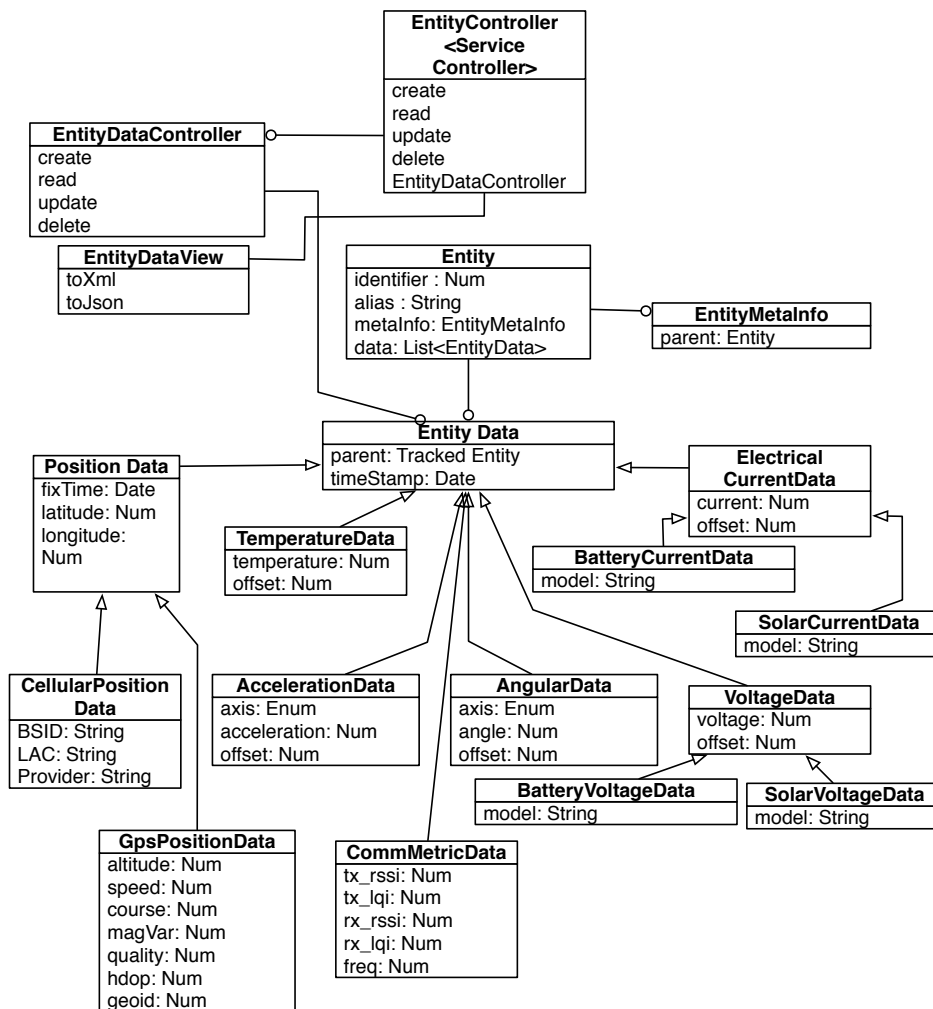 EntityController
<Service
Controller>
create
read
update
delete
EntityDataController
EntityDataController
create
read
update
delete
EntityDataView
toXml
toJson
Entity
identifier : Num
alias : String
metaInfo: EntityMetaInfo
data: List<EntityData>
EntityMetaInfo
parent: Entity
Entity Data
parent: Tracked Entity
timeStamp: Date
Position Data
fixTime: Date
latitude: Num
longitude:
Num
TemperatureData
temperature: Num
offset: Num
Electrical
CurrentData
current: Num
offset: Num
BatteryCurrentData
model: String
SolarCurrentData
model: String
CellularPosition
Data
BSID: String
LAC: String
Provider: String
AccelerationData
axis: Enum
acceleration: Num
offset: Num
AngularData
axis: Enum
angle: Num
offset: Num
VoltageData
voltage: Num
offset: Num
BatteryVoltageData
model: String
SolarVoltageData
model: String
GpsPositionData
altitude: Num
speed: Num
course: Num
magVar: Num
quality: Num
hdop: Num
geoid: Num
CommMetricData
tx_rssi: Num
tx_lqi: Num
rx_rssi: Num
rx_lqi: Num
freq: Num